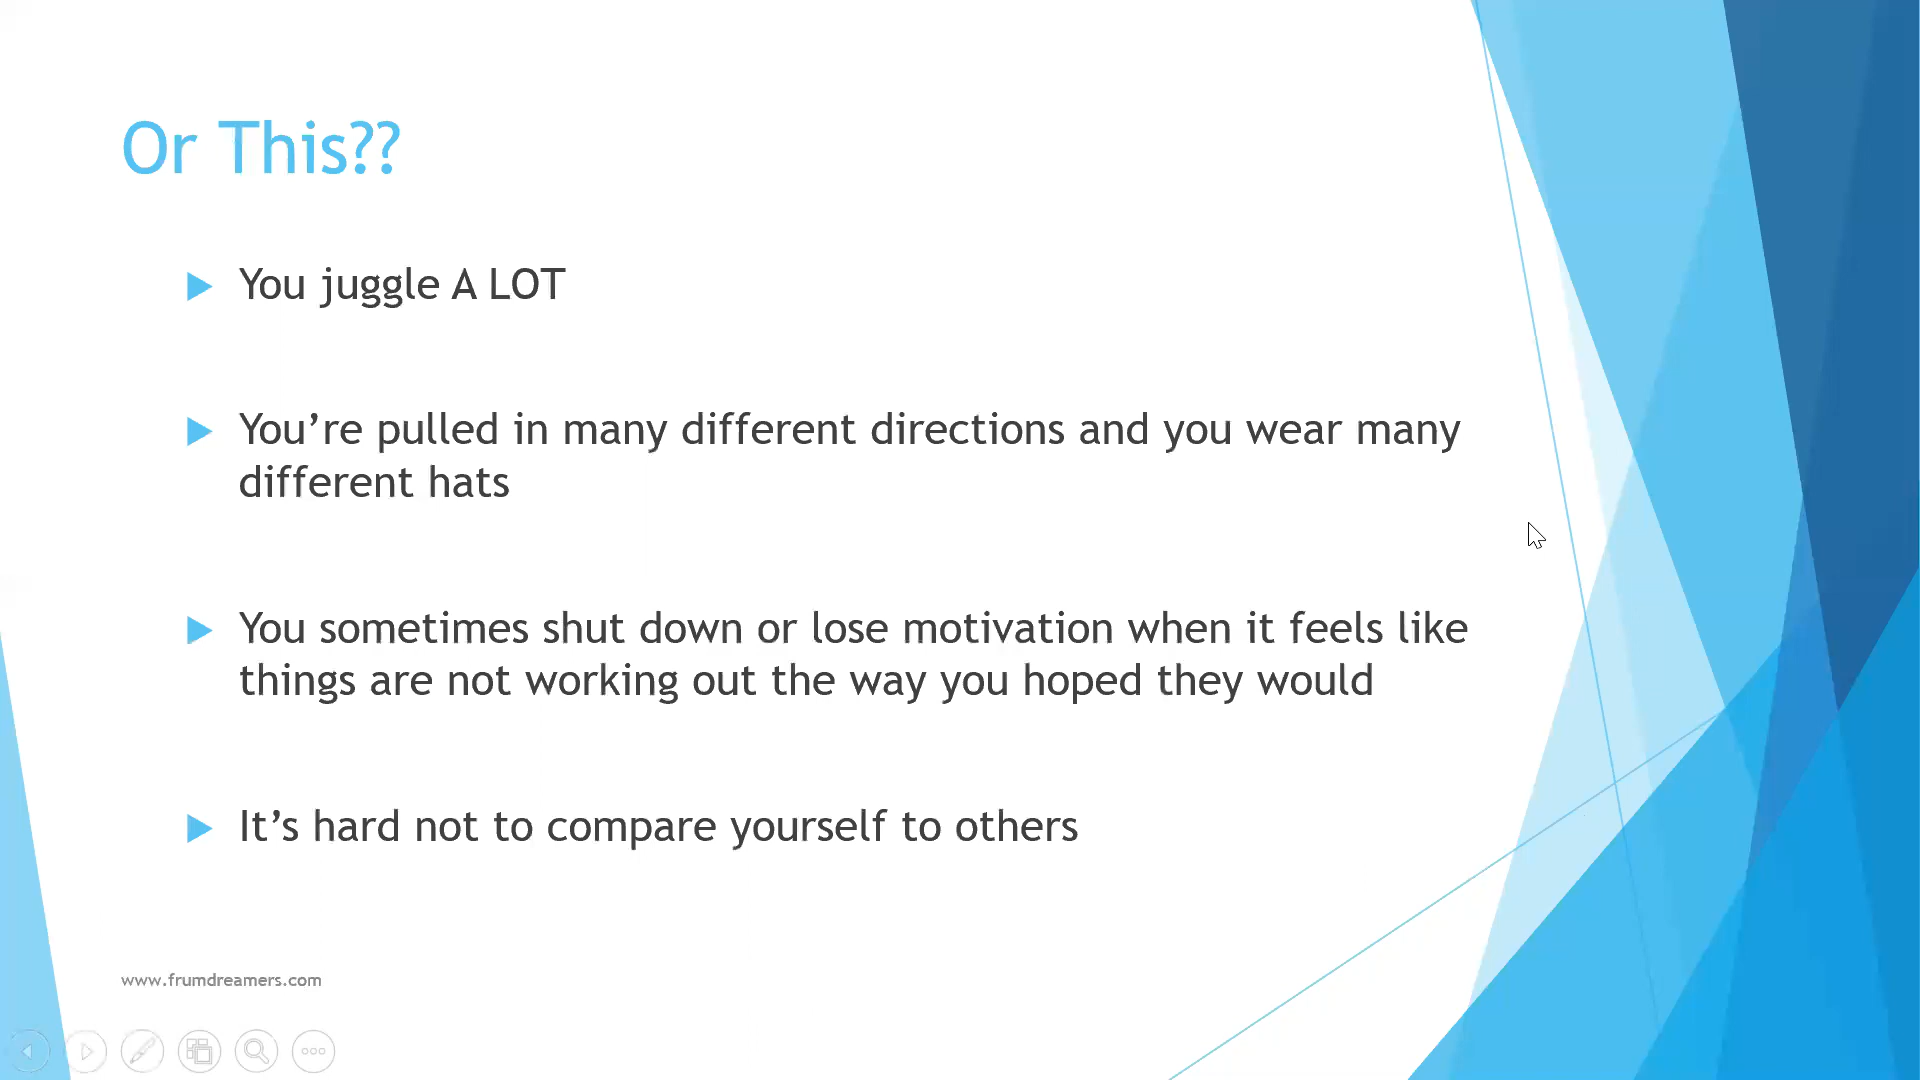 Or This??
You juggle A LOT
You’re pulled in many different directions and you wear many
different hats
You sometimes shut down or lose motivation when it feels like
things are not working out the way you hoped they would
It’s hard not to compare yourself to others
www.frumdreamers.com